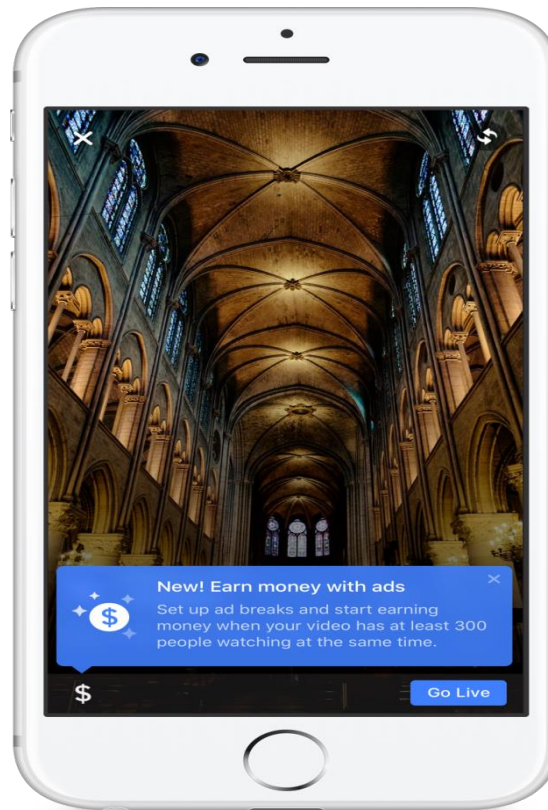 New! Earn money with ads
Set up ad breaks and start earning
money when your video has at least 300
people watching at the same time.
$
$
Go Live